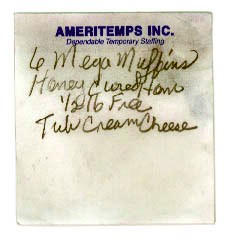 AMERITEMPS INC.
Dependable Temporary Staffing
6 Mega Muffins
Honey Cured Ham
1/2 lb Free
Tub Cream Cheese